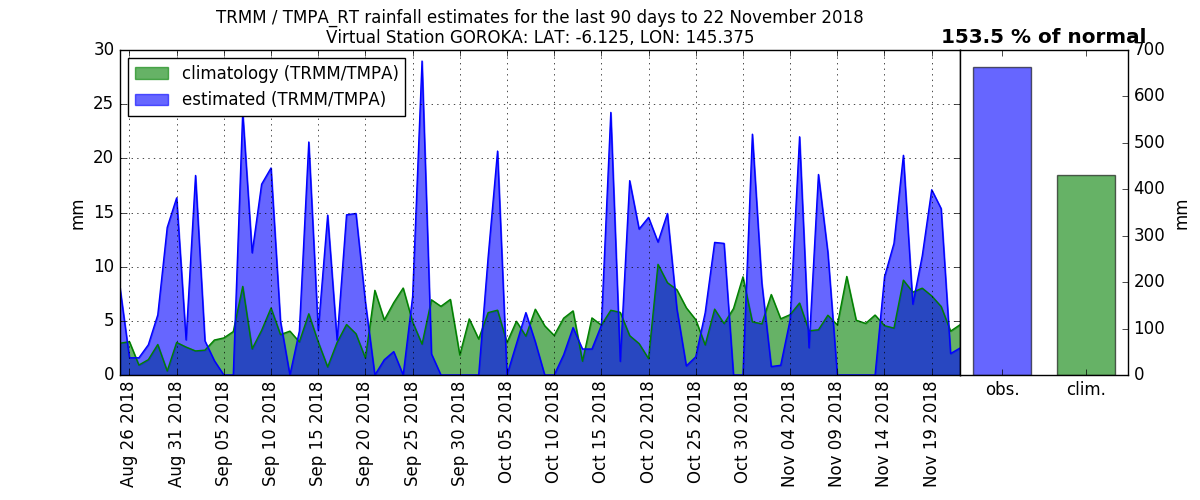 TRMM / TMPA_RT rainfall estimates for the last 90 days to 22 November 2018
Virtual Station GOROKA: LAT: -6.125, LON: 145.375
153.5 % of normal
climatology (TRMM/TMPA)
estimated (TRMM/TMPA)
30
25
20
15
10
5
0
mm
700
600
500
400
300
200
100
0
mm
Aug 26 2018
Aug 31 2018
Sep 05 2018
Sep 10 2018
Sep 15 2018
Sep 20 2018
Sep 25 2018
Sep 30 2018
Oct 05 2018
Oct 10 2018
Oct 15 2018
Oct 20 2018
Oct 25 2018
Oct 30 2018
Nov 04 2018
Nov 09 2018
Nov 14 2018
Nov 19 2018
obs.
clim.